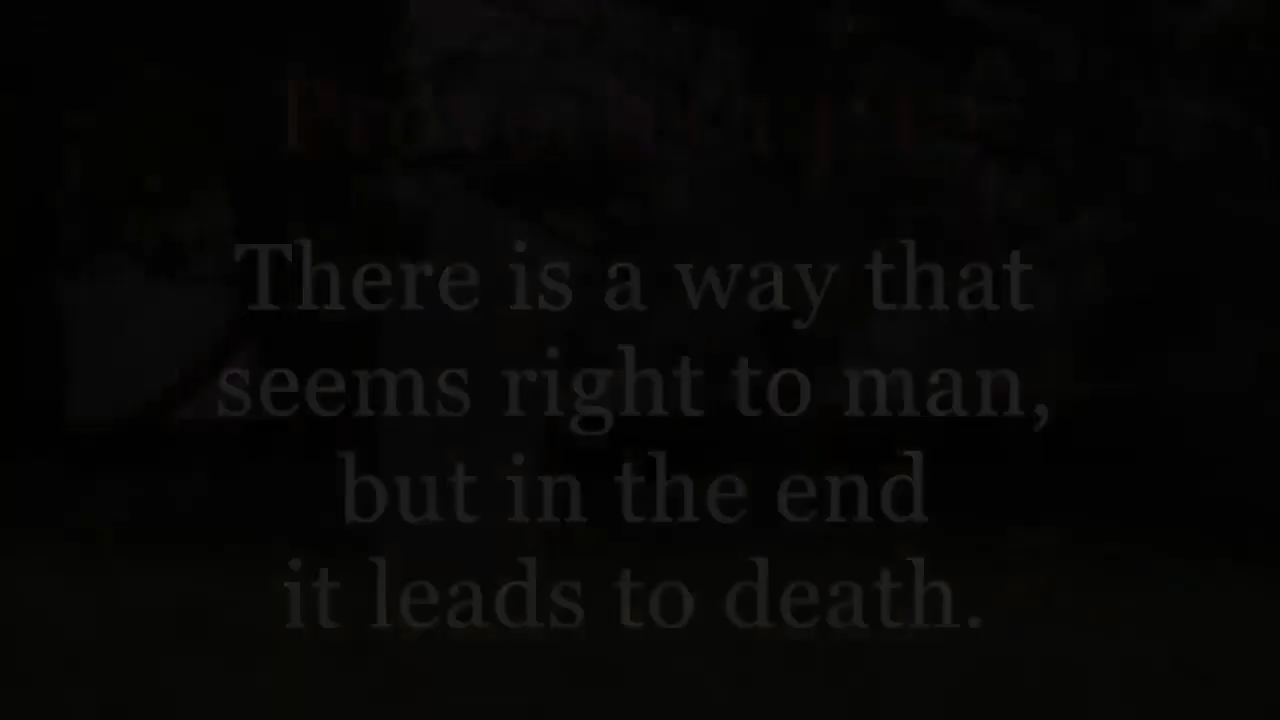 There is a way that
seems right to man,
but in the end
it leads to death.